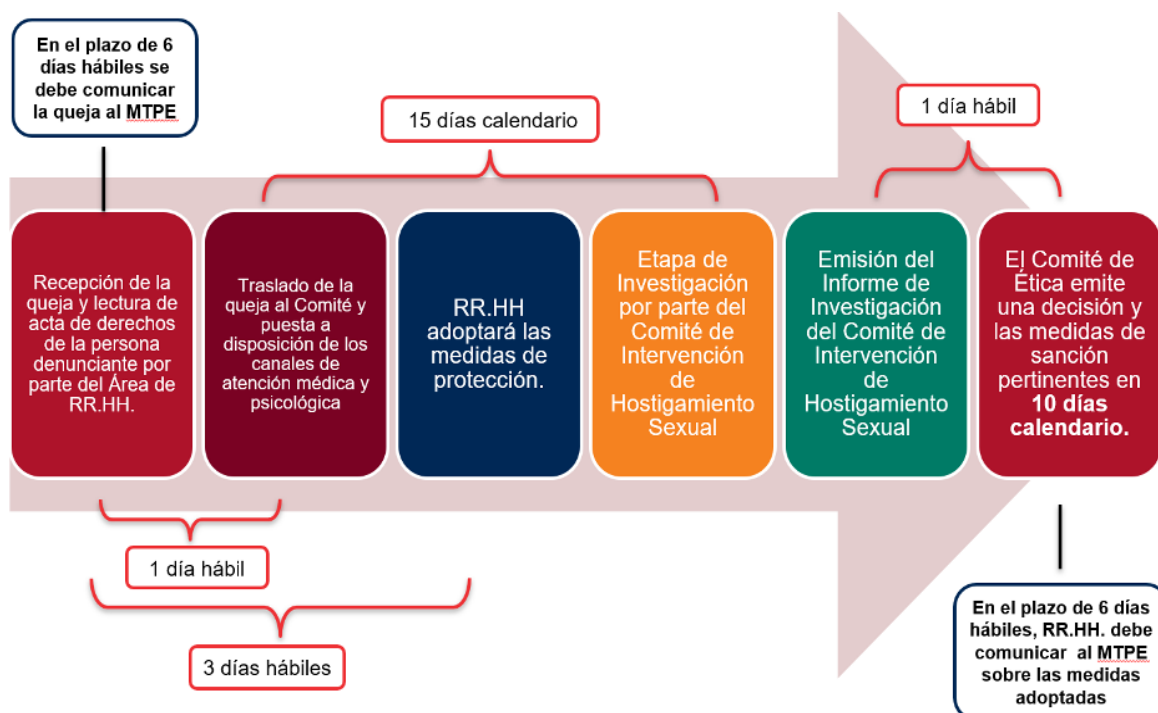 En el plazo de 6
días hábiles se
debe comunicar
la queja al MTPE
15 días calendario
1 día hábil
Recepción de la
queja y lectura de
acta de derechos
de la persona
denunciante por
parte del Área de
RR.HH.
Traslado de la
queja al Comité y
puesta a
disposición de los
canales de
atención médica y
psicológica
RR.HH
adoptará las
medidas de
protección.
Etapa de
Investigación
por parte del
Comité de
Intervención
de
Hostigamiento
Sexual
Emisión del
Informe de
Investigación
del Comité de
Intervención
de
Hostigamiento
Sexual
El Comité de
Ética emite
una decisión y
las medidas de
sanción
pertinentes en
10 días
calendario.
1 día hábil
3 días hábiles
En el plazo de 6 días
hábiles, RR.HH. debe
comunicar al MTPE
sobre las medidas
adoptadas